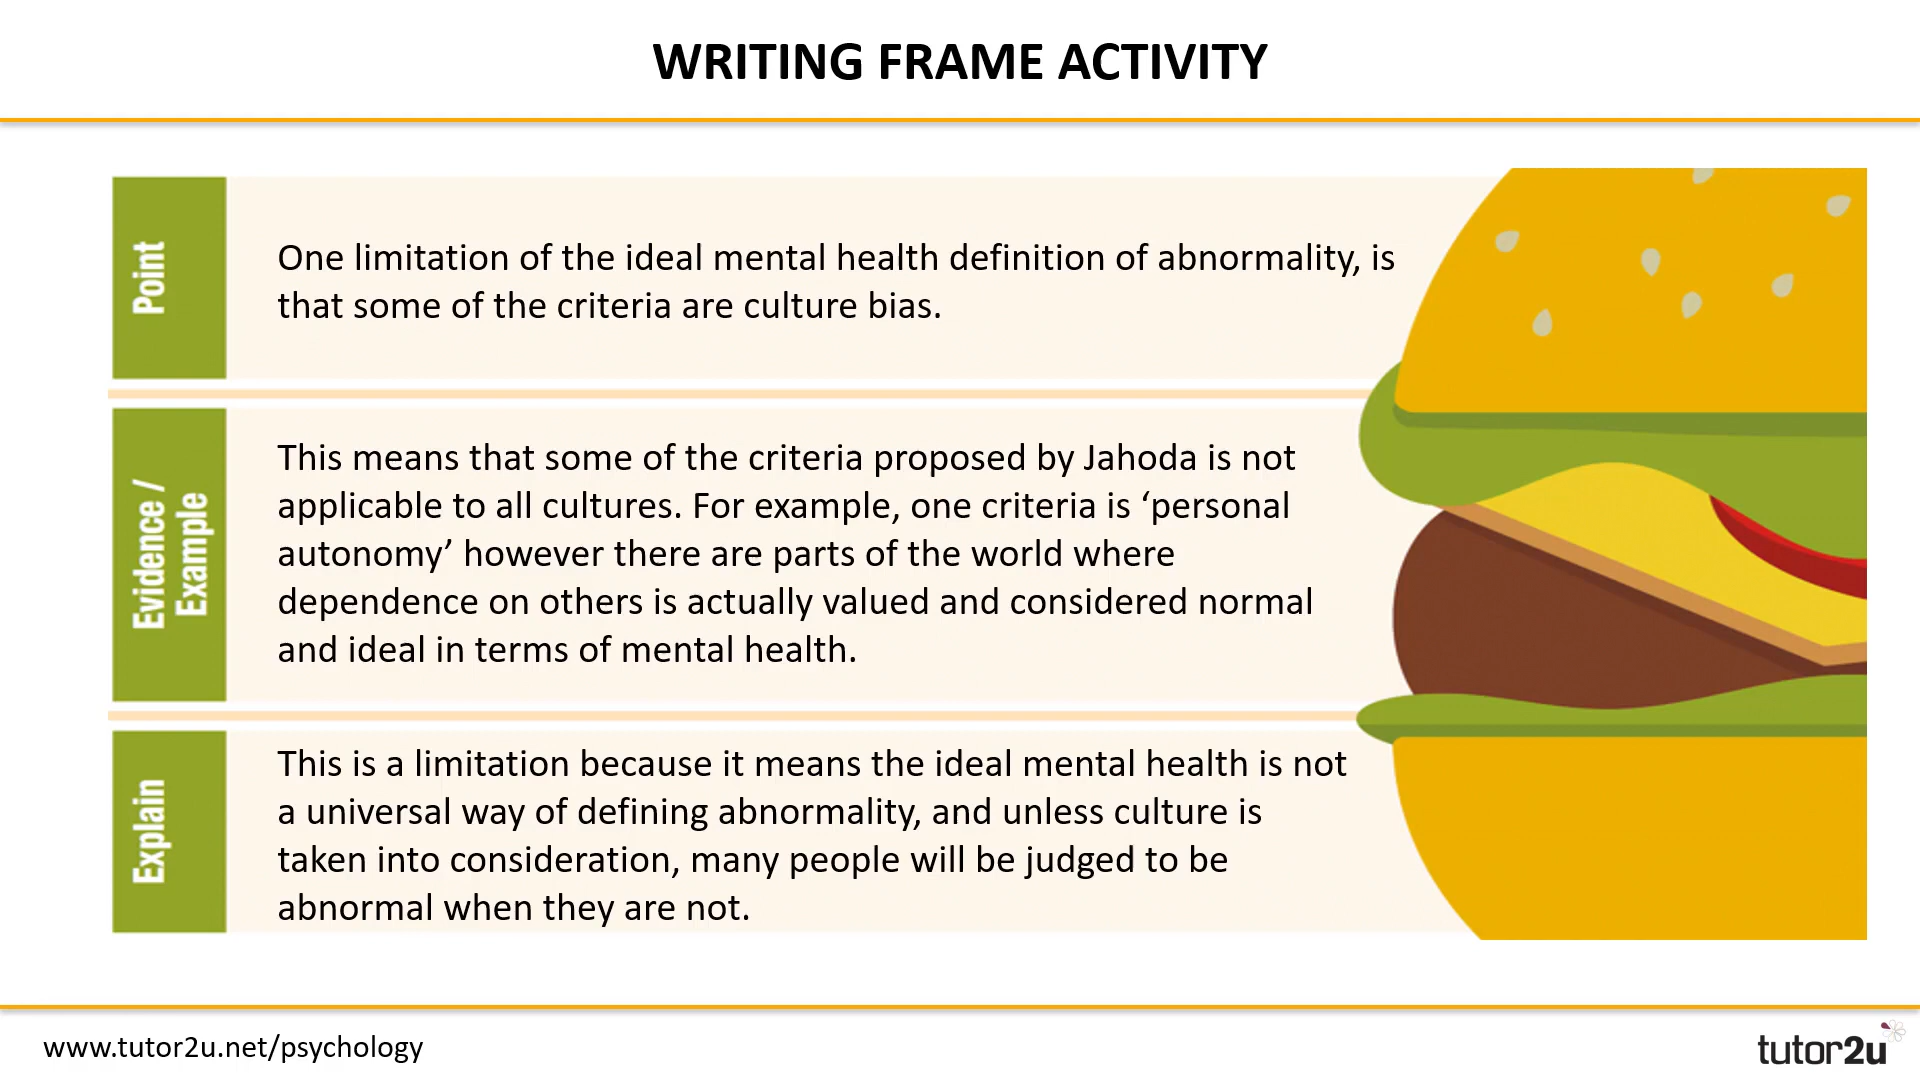 WRITING FRAME ACTIVITY
Point
One limitation of the ideal mental health definition of abnormality, is
that some of the criteria are culture bias.
Evidence /
Example
This means that some of the criteria proposed by Jahoda is not
applicable to all cultures. For example, one criteria is ‘personal
autonomy’ however there are parts of the world where
dependence on others is actually valued and considered normal
and ideal in terms of mental health.
Explain
This is a limitation because it means the ideal mental health is not
a universal way of defining abnormality, and unless culture is
taken into consideration, many people will be judged to be
abnormal when they are not.
www.tutor2u.net/psychology
tutor2u